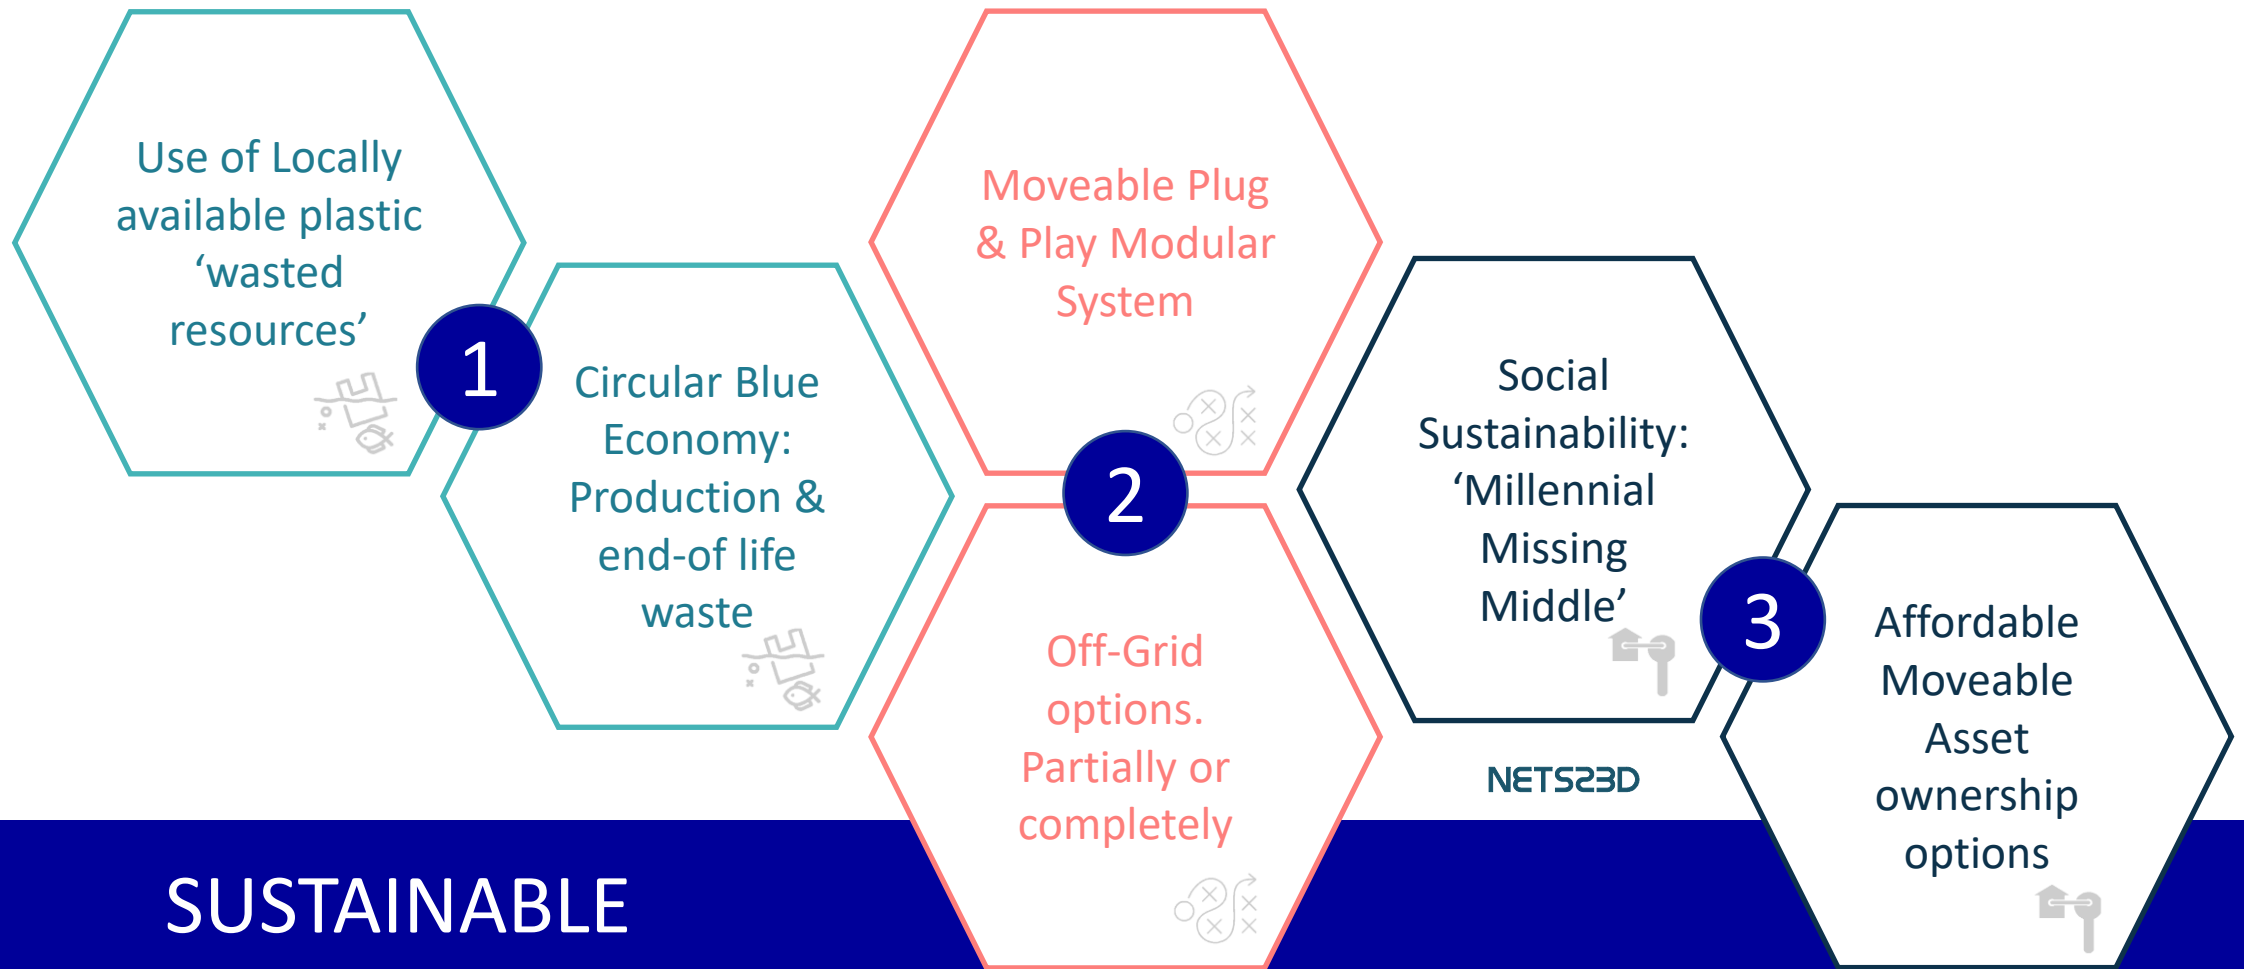 Use of Locally
available plastic
‘wasted
resources’
1
Circular Blue
Economy:
Production &
end-of life
waste
Moveable Plug
& Play Modular
System
2
Off-Grid
options.
Partially or
completely
Social
Sustainability:
‘Millennial
Missing
Middle’
3
Affordable
Moveable
Asset
ownership
options
NETS23D
SUSTAINABLE